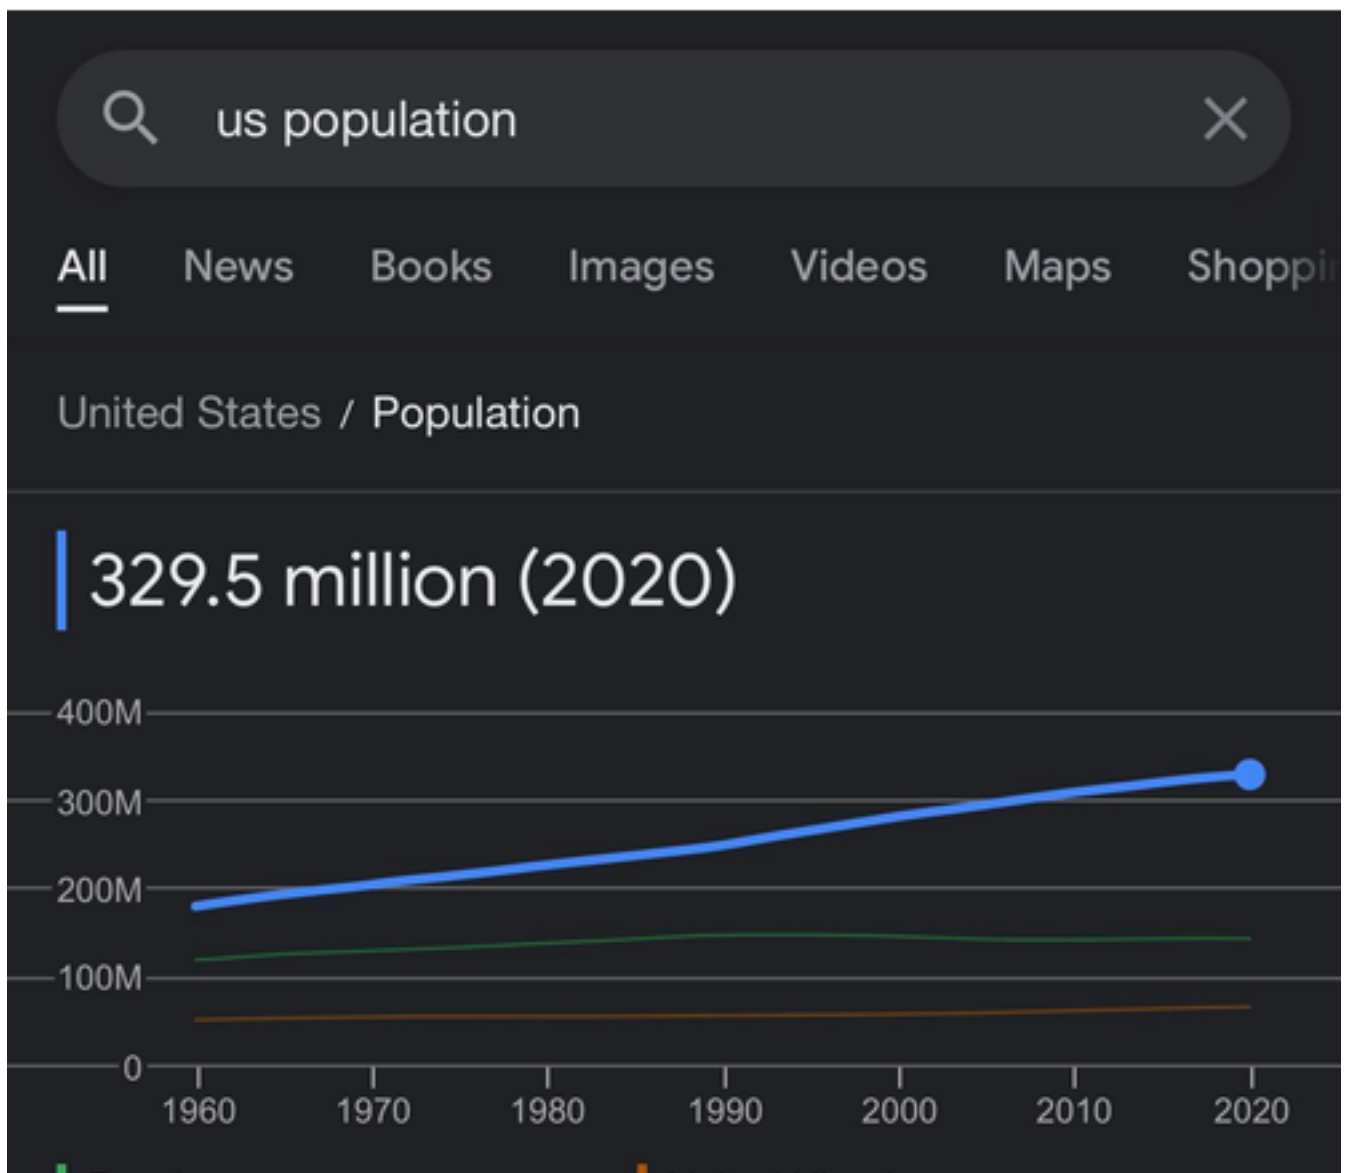 us population
All News Books Images Videos Maps Shoppi
United States / Population
329.5 million (2020)
400M
300M
200M
100M
0
1960 1970 1980 1990 2000 2010 2020